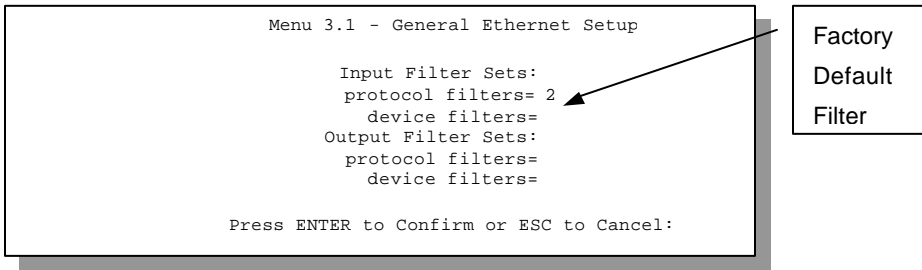 Menu 3.1 - General Ethernet Setup
Input Filter Sets:
protocol filters= 2
device filters=
Output Filter Sets:
protocol filters=
device filters=
Press ENTER to Confirm or ESC to Cancel:
Factory
Default
Filter